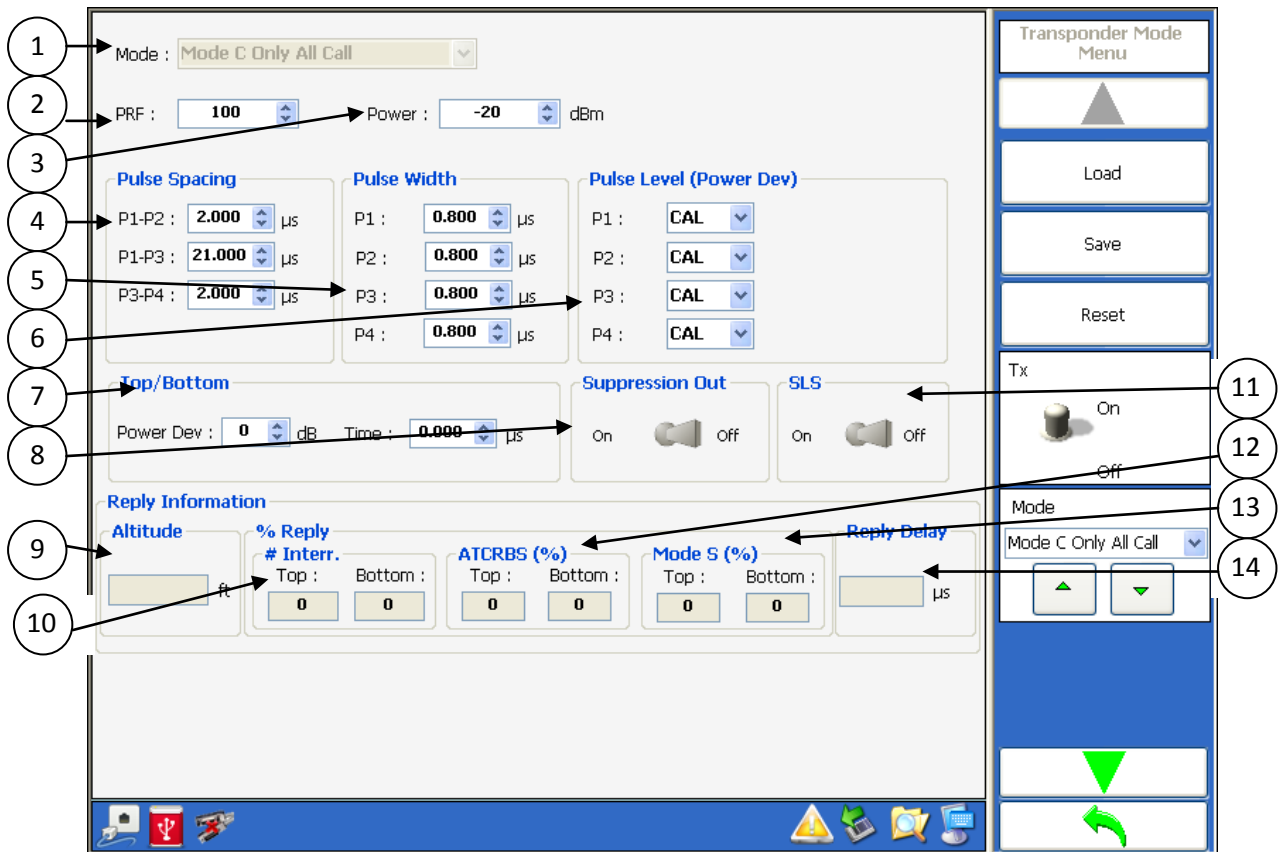 1
Mode : Mode C Only All Call
2
PRF : 100
Power : -20 dBm
3
Pulse Spacing
Pulse Width
Pulse Level (Power Dev)
4
P1-P2 : 2.000 µs
P1 : 0.800 µs
P1 : CAL
P1-P3 : 21.000 µs
P2 : 0.800 µs
P2 : CAL
5
P3-P4 : 2.000 µs
P3 : 0.800 µs
P3 : CAL
6
P4 : 0.800 µs
P4 : CAL
7
Top/Bottom
Suppression Out
SLS
8
Power Dev : 0 dB Time : 0.000 µs
On Off
On Off
Reply Information
9
Altitude
ft
% Reply
10
# Interr.
Top : Bottom :
0 0
ATCRBS (%)
Top : Bottom :
0 0
Mode S (%)
Top : Bottom :
0 0
Reply Delay
µs
Transponder Mode
Menu
Load
Save
Reset
Tx
On
Off
11
12
Mode
Mode C Only All Call
13
14